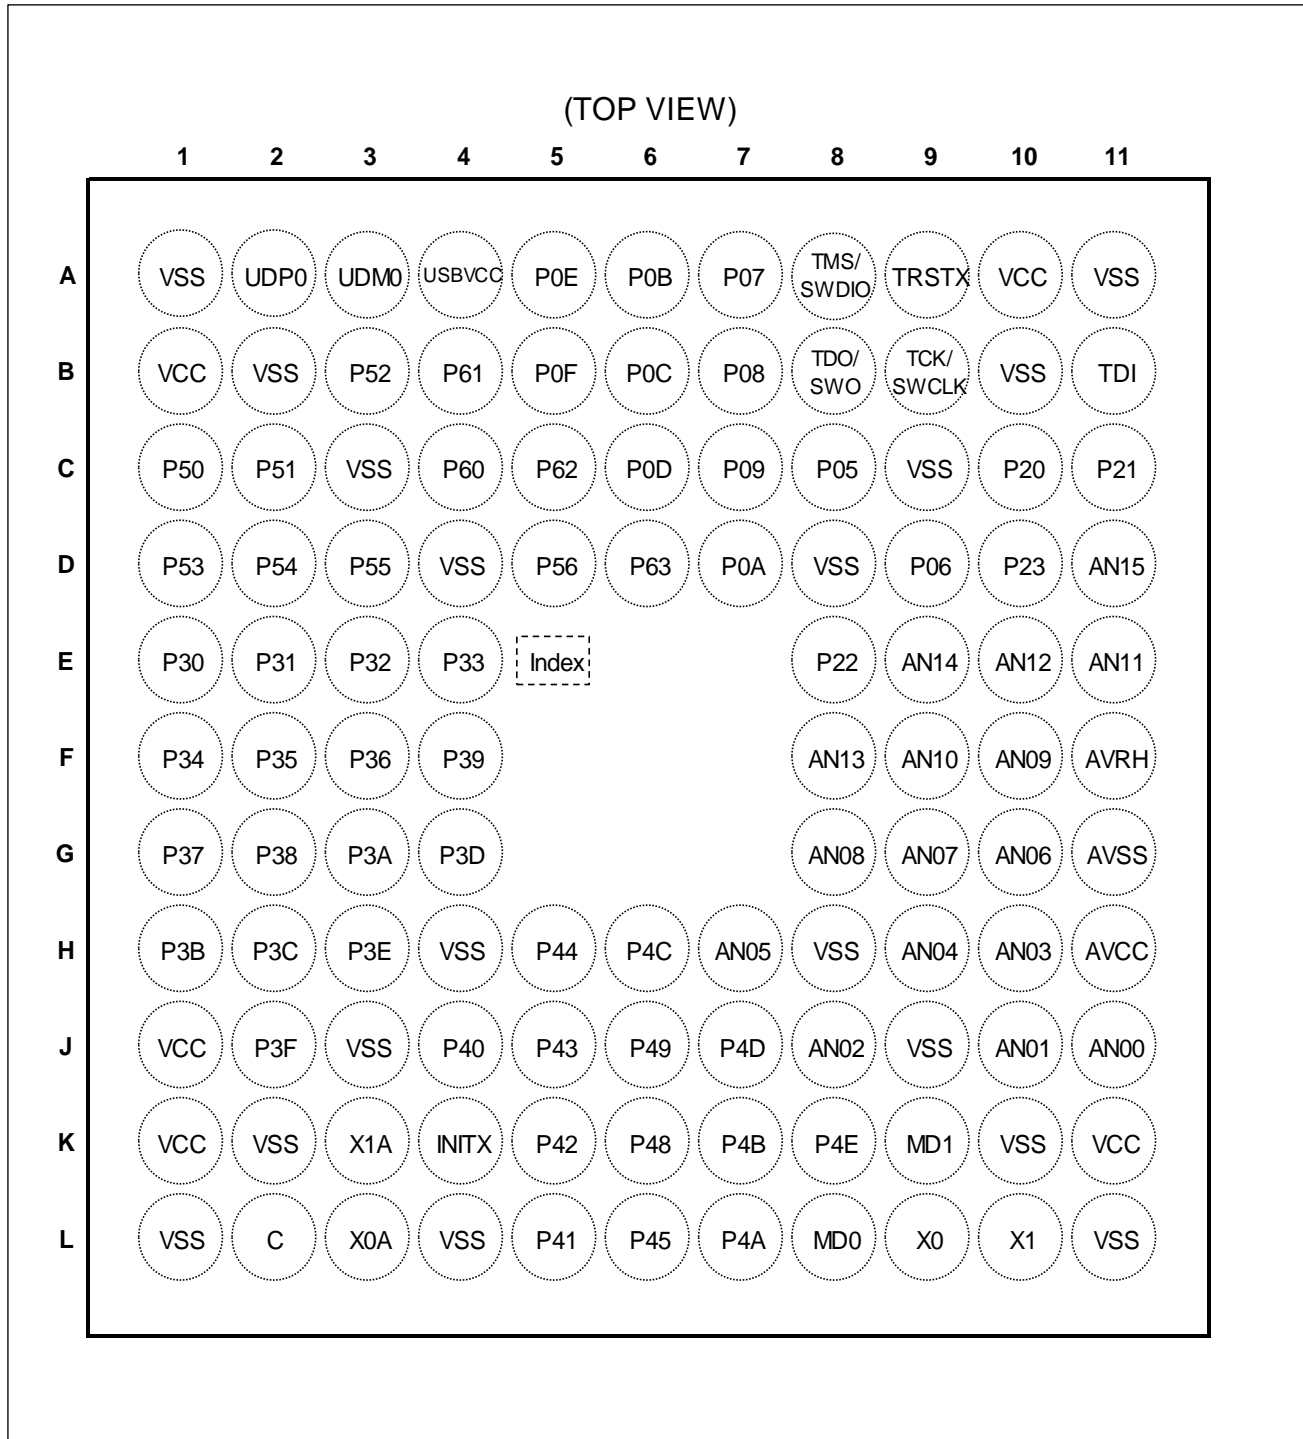 (TOP VIEW)
1 2 3 4 5 6 7 8 9 10 11
A VSS UDP0 UDM0 USBVCC P0E P0B P07 TMS/ SWDIO TRSTX VCC VSS
B VCC VSS P52 P61 P0F P0C P08 TDO/ SWO TCK/ SWCLK VSS TDI
C P50 P51 VSS P60 P62 P0D P09 P05 VSS P20 P21
D P53 P54 P55 VSS P56 P63 P0A VSS P06 P23 AN15
E P30 P31 P32 P33 Index P22 AN14 AN12 AN11
F P34 P35 P36 P39 AN13 AN10 AN09 AVRH
G P37 P38 P3A P3D AN08 AN07 AN06 AVSS
H P3B P3C P3E VSS P44 P4C AN05 VSS AN04 AN03 AVCC
J VCC P3F VSS P40 P43 P49 P4D AN02 VSS AN01 AN00
K VCC VSS X1A INITX P42 P48 P4B P4E MD1 VSS VCC
L VSS C X0A VSS P41 P45 P4A MD0 X0 X1 VSS